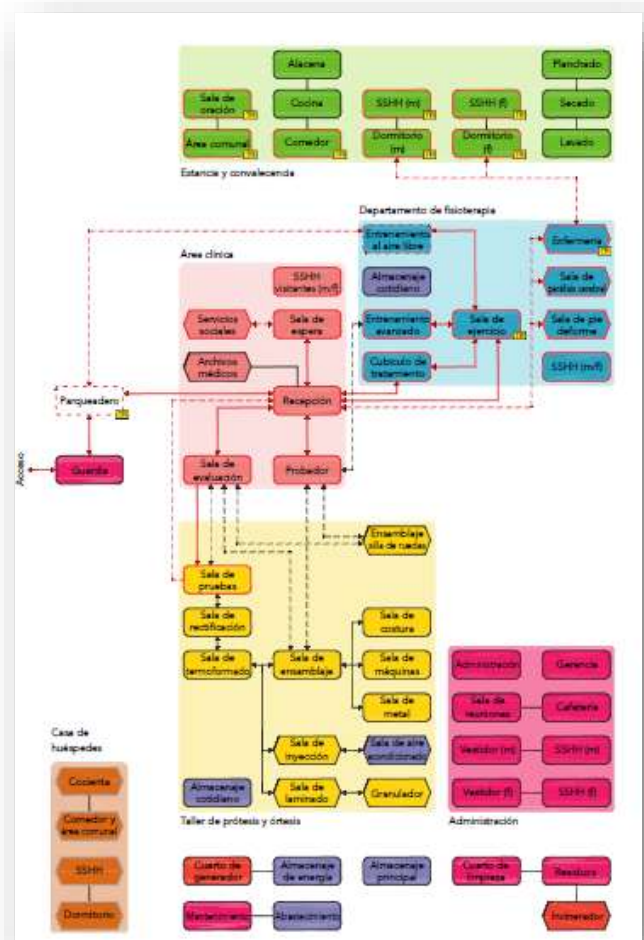 Alacena
Planchado
Sala de
oración
Cocina
SSHH (m)
SSHH (f)
Secado
Área comunal
Comedor
Dormitorio
(m)
Dormitorio
(f)
Lavado
Estancia y convalecencia
Departamento de fisioterapia
Entrenamiento
al aire libre
Enfermería
Área clínica
SSHH
visitantes (m/f)
Almacenaje
cotidiano
Sala de
parálisis cerebral
Servicios
sociales
Sala de
espera
Entrenamiento
avanzado
Sala de
ejercicio
Sala de pie
deforme
Archivos
médicos
Cubículo de
tratamiento
SSHH (m/f)
Parqueadero
Recepción
Acceso
Guardia
Sala de
evaluación
Probador
Ensamblaje
silla de ruedas
Sala de
pruebas
Sala de
rectificación
Sala de
costura
Sala de
termoformado
Sala de
ensamblaje
Sala de
máquinas
Administración
Gerencia
Sala de
metal
Sala de
reuniones
Cafetería
Casa de
huéspedes
Sala de
inyección
Sala de aire
acondicionado
Vestidor (m)
SSHH (m)
Cocienta
Almacenaje
cotidiano
Sala de
laminado
Granulador
Vestidor (f)
SSHH (f)
Comedor y
área comunal
Taller de prótesis y órtesis
Administración
SSHH
Cuarto de
generador
Almacenaje
de energía
Almacenaje
principal
Cuarto de
limpieza
Residuos
Dormitorio
Mantenimiento
Abastecimiento
Incinerador